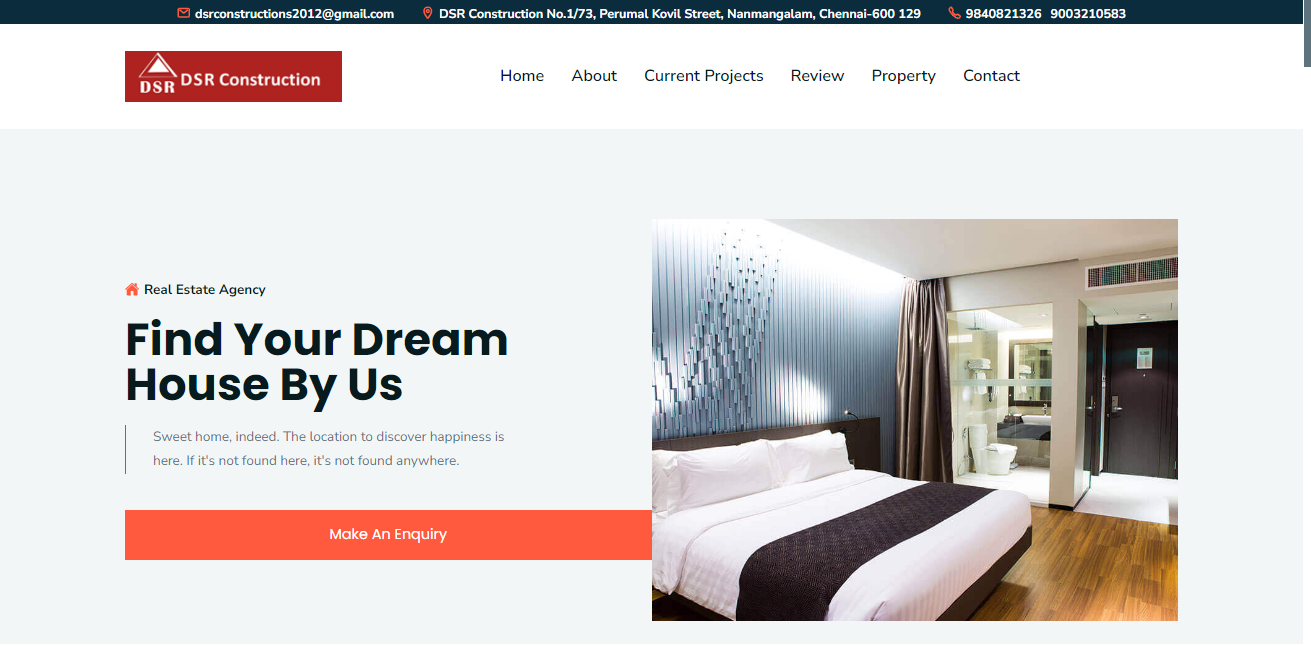 dsrconstructions2012@gmail.com DSR Construction No.1/73, Perumal Kovil Street, Nanmangalam, Chennai-600 129 9840821326 9003210583
DSR DSR Construction
Home About Current Projects Review Property Contact
Real Estate Agency
Find Your Dream
House By Us
Sweet home, indeed. The location to discover happiness is
here. If it's not found here, it's not found anywhere.
Make An Enquiry